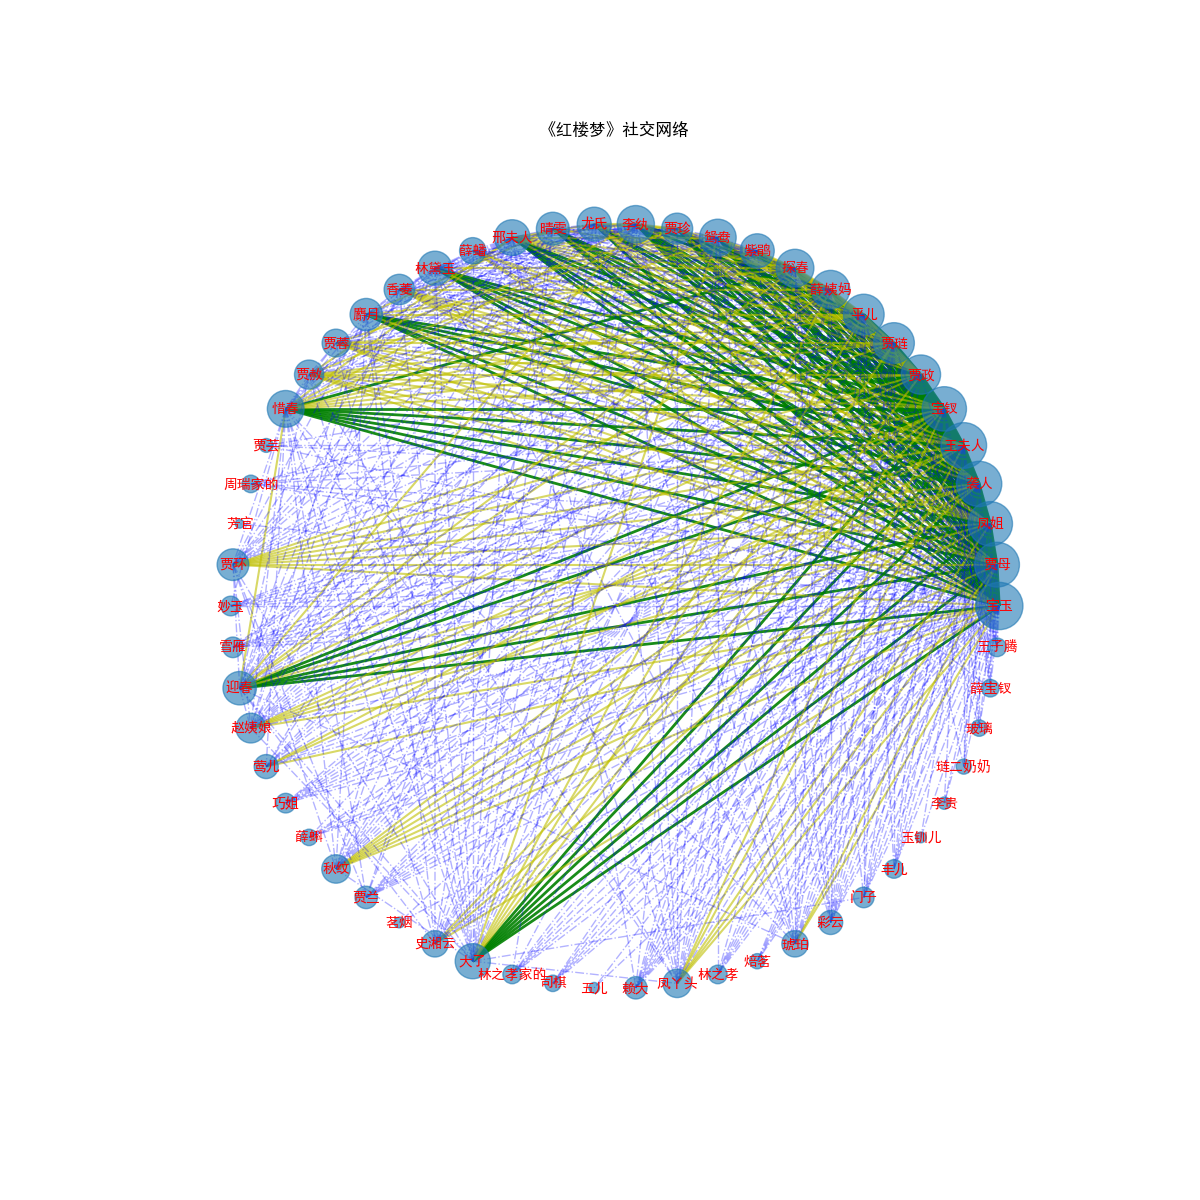 《红楼梦》社交网络
李纨
尤氏
贾珍
晴雯
鸳鸯
邢夫人
紫鹃
薛蟠
探春
林黛玉
薛姨妈
香菱
平儿
麝月
贾琏
贾蓉
贾政
贾赦
宝钗
惜春
王夫人
贾芸
袭人
周瑞家的
凤姐
芳官
贾母
贾环
宝玉
妙玉
王子腾
雪雁
薛宝钗
迎春
玻璃
赵姨娘
琏二奶奶
莺儿
李贵
巧姐
玉钏儿
薛蝌
丰儿
秋纹
门子
贾兰
彩云
茗烟
琥珀
史湘云
焙茗
大了
林之孝
林之孝家的
凤丫头
司棋
赖大
五儿